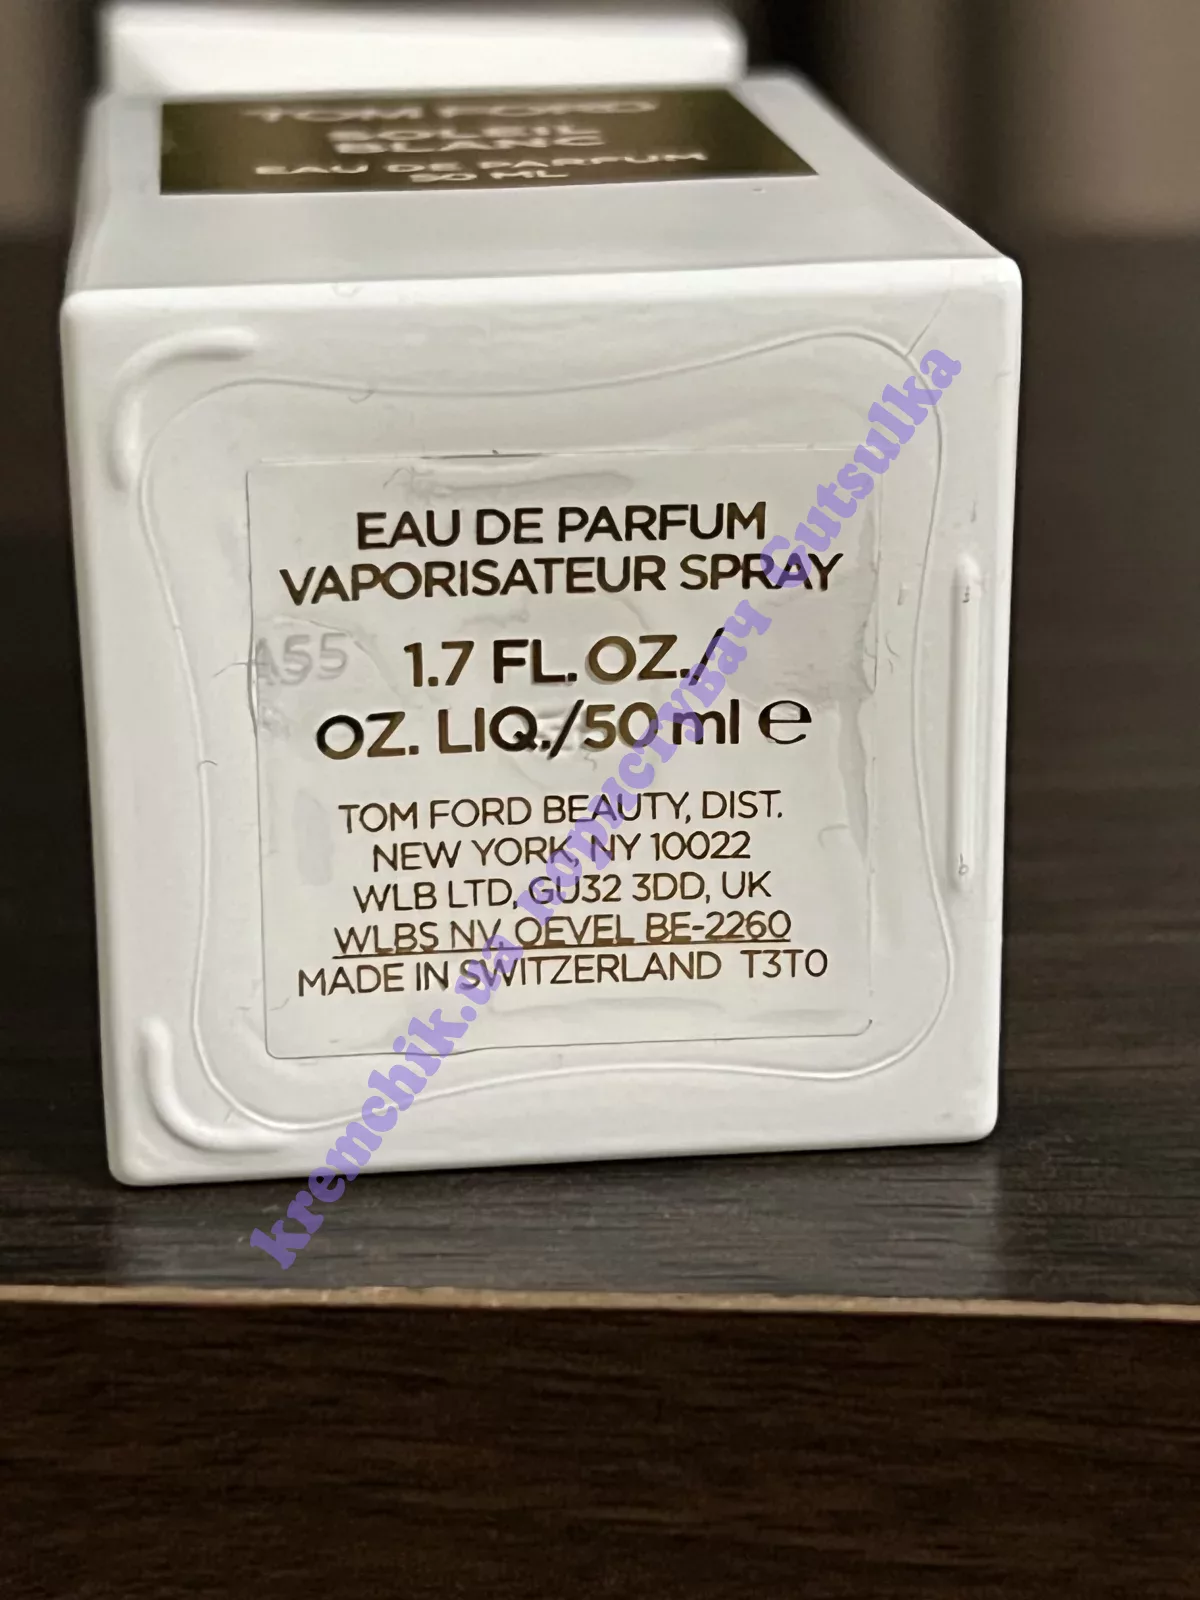 TOM FORD
SOLEIL
BLANC
EAU DE PARFUM
50 ML
EAU DE PARFUM
VAPORISATEUR SPRAY
A55
1.7 FL. OZ./
OZ. LIQ./50 ml ℮
TOM FORD BEAUTY, DIST.
NEW YORK, NY 10022
WLB LTD, GU32 3DD, UK
WLBS NV, OEVEL BE-2260
MADE IN SWITZERLAND T3T0
kremchik.ua користувач Gutsulka